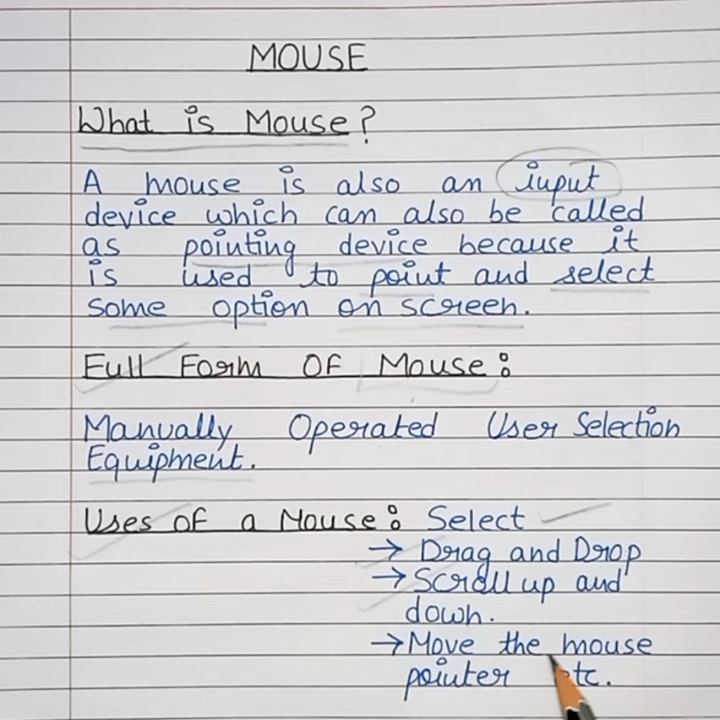 MOUSE
What is Mouse?
A mouse is also an input
device which can also be called
as pointing device because it
is used to point and select
some option on screen.
Full Form OF Mouse:
Manually Operated User Selection
Equipment.
Uses of a Mouse: Select
→ Drag and Drop
→ Scroll up and
down.
→ Move the mouse
pointer etc.